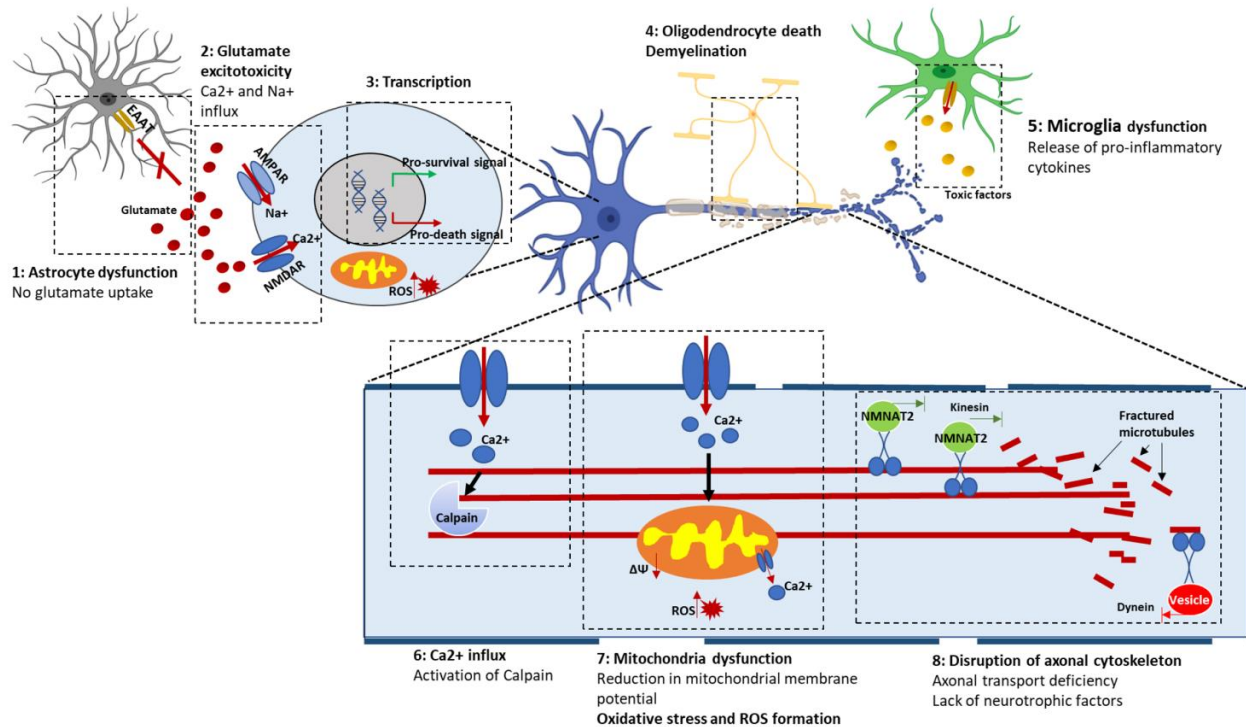 2: Glutamate
excitotoxicity
Ca2+ and Na+
influx
3: Transcription
4: Oligodendrocyte death
Demyelination
EAAT
AMPAR
Pro-survival signal
5: Microglia dysfunction
Release of pro-inflammatory
cytokines
Toxic factors
Glutamate
Na+
Ca2+
Pro-death signal
NMDAR
ROS
1: Astrocyte dysfunction
No glutamate uptake
NMNAT2
Kinesin
NMNAT2
Fractured
microtubules
Ca2+
Ca2+
Calpain
ΔΨ
Ca2+
ROS
Vesicle
Dynein
6: Ca2+ influx
Activation of Calpain
7: Mitochondria dysfunction
Reduction in mitochondrial membrane
potential
Oxidative stress and ROS formation
8: Disruption of axonal cytoskeleton
Axonal transport deficiency
Lack of neurotrophic factors